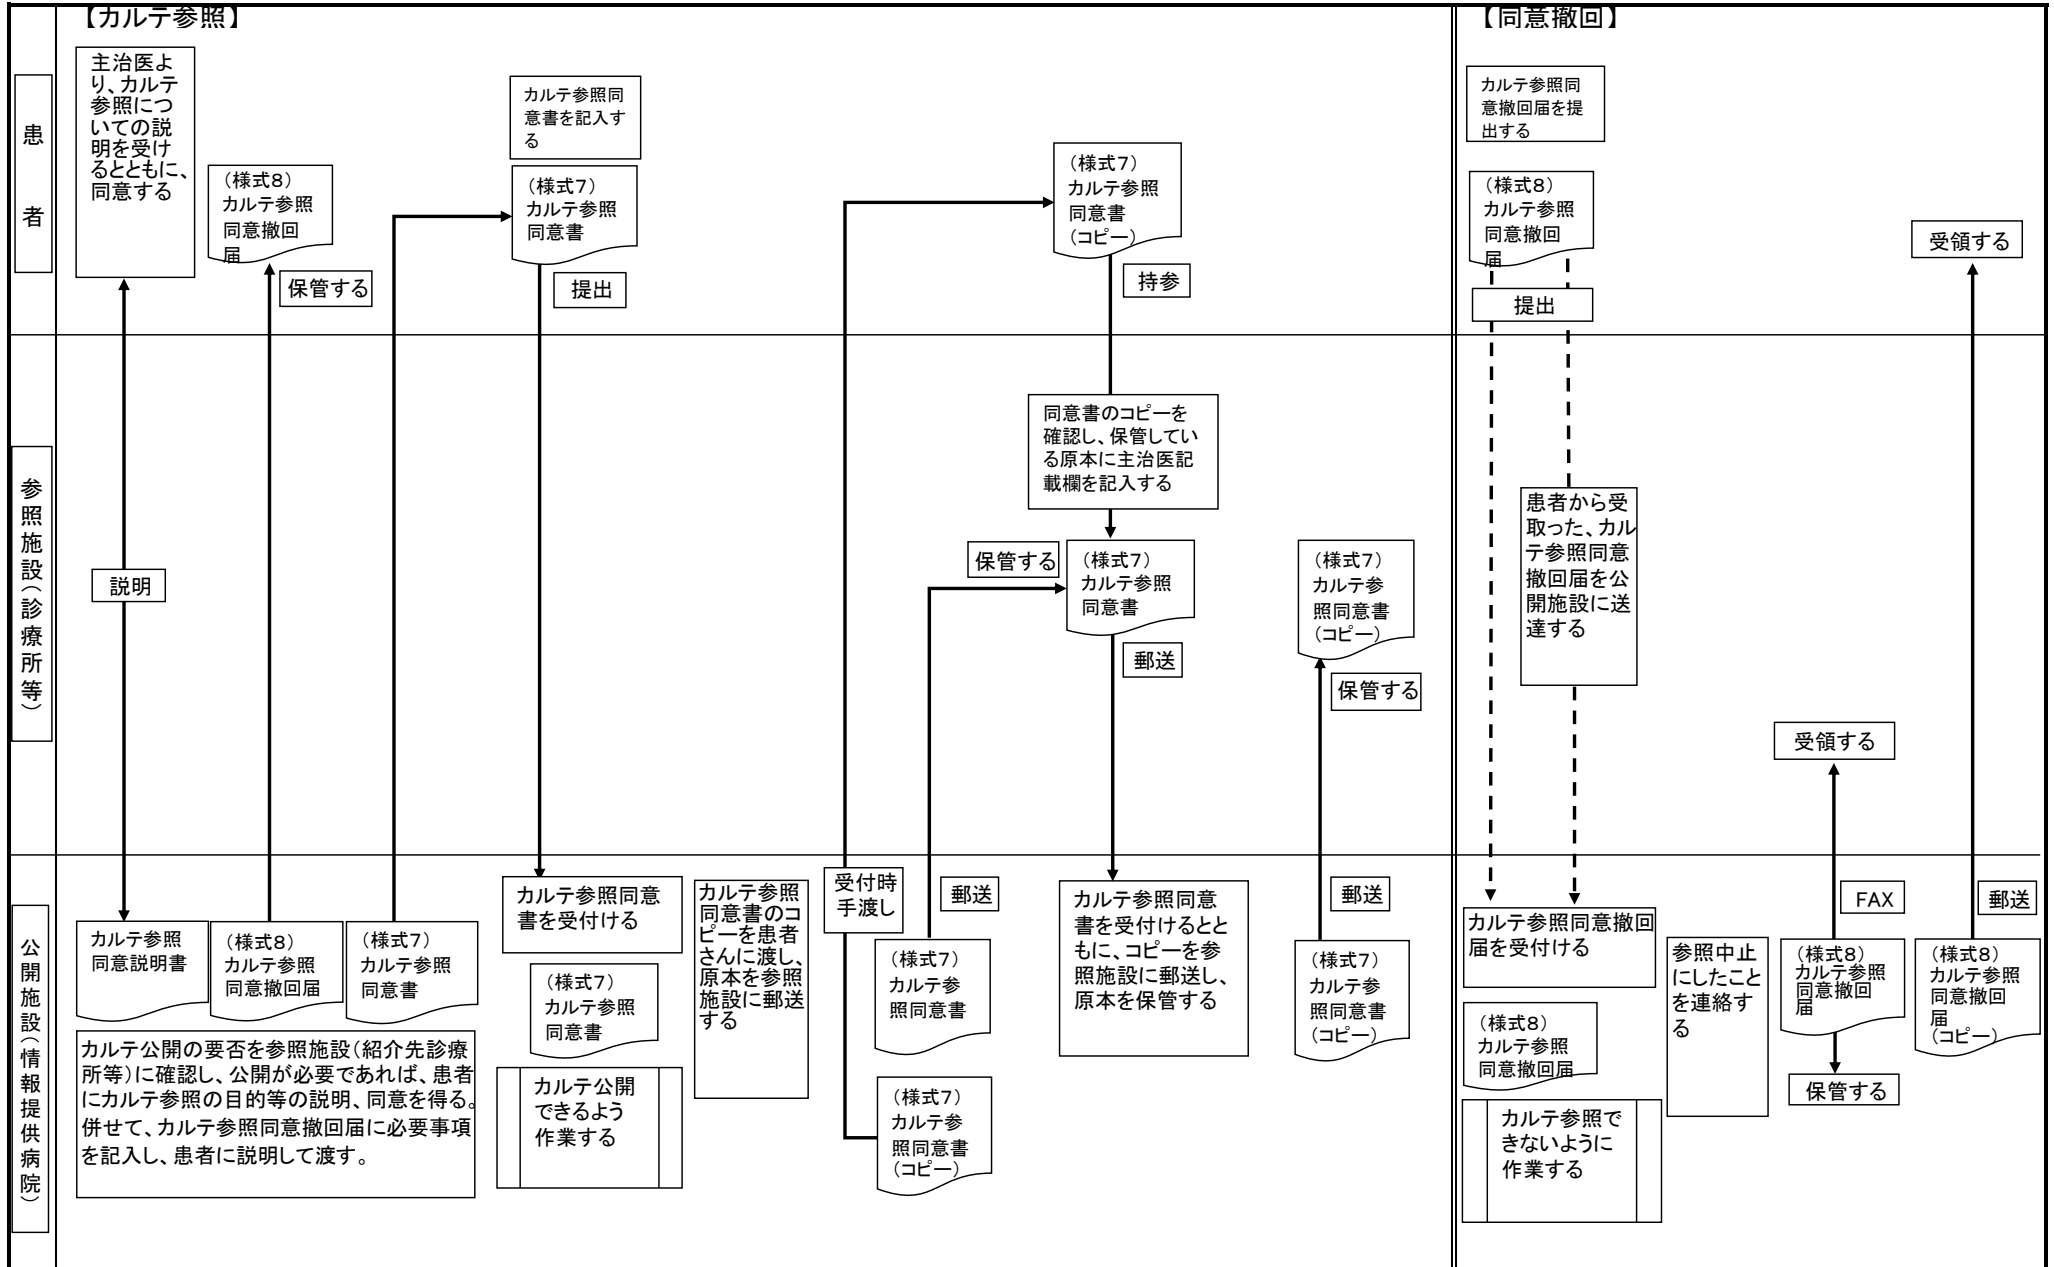 【カルテ参照】
【同意撤回】
患
者
主治医よ
り、カルテ
参照につ
いての説
明を受け
るとともに、
同意する
(様式8)
カルテ参照
同意撤回
届
保管する
カルテ参照同
意書を記入す
る
(様式7)
カルテ参照
同意書
提出
(様式7)
カルテ参照
同意書
(コピー)
持参
カルテ参照同
意撤回届を提
出する
(様式8)
カルテ参照
同意撤回
届
提出
受領する
参照施設(診療所等)
説明
同意書のコピーを
確認し、保管してい
る原本に主治医記
載欄を記入する
保管する
(様式7)
カルテ参照
同意書
郵送
(様式7)
カルテ参
照同意書
(コピー)
保管する
患者から受
取った、カル
テ参照同意
撤回届を公
開施設に送
達する
受領する
公開施設(情報提供病院)
カルテ参照
同意説明書
(様式8)
カルテ参照
同意撤回届
(様式7)
カルテ参照
同意書
カルテ公開の要否を参照施設(紹介先診療
所等)に確認し、公開が必要であれば、患者
にカルテ参照の目的等の説明、同意を得る。
併せて、カルテ参照同意撤回届に必要事項
を記入し、患者に説明して渡す。
カルテ参照同意
書を受付ける
(様式7)
カルテ参照
同意書
カルテ公開
できるよう
作業する
カルテ参照
同意書のコ
ピーを患者
さんに渡し、
原本を参照
施設に郵送
する
受付時
手渡し
郵送
(様式7)
カルテ参
照同意書
(様式7)
カルテ参
照同意書
(コピー)
カルテ参照同意
書を受付けるとと
もに、コピーを参
照施設に郵送し、
原本を保管する
郵送
(様式7)
カルテ参
照同意書
(コピー)
カルテ参照同意撤回
届を受付ける
(様式8)
カルテ参照
同意撤回届
カルテ参照で
きないように
作業する
参照中止
にしたこと
を連絡す
る
FAX
(様式8)
カルテ参照
同意撤回
届
保管する
郵送
(様式8)
カルテ参照
同意撤回
届
(コピー)